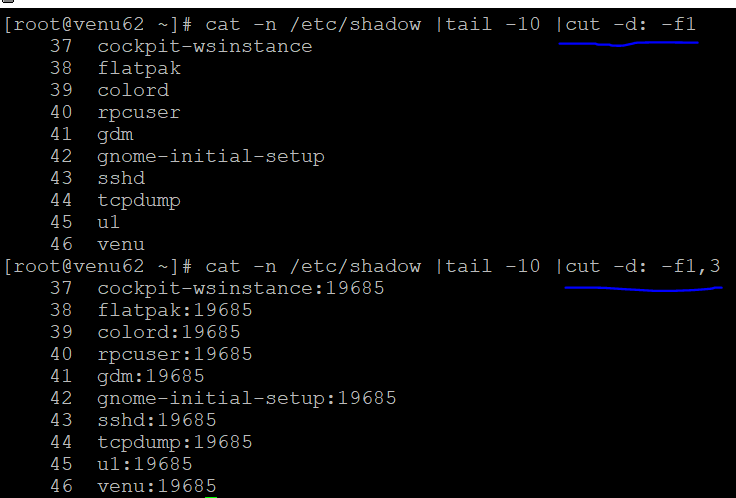 [root@venu62 ~]# cat -n /etc/shadow |tail -10 |cut -d: -f1
37 cockpit-wsinstance
38 flatpak
39 colord
40 rpcuser
41 gdm
42 gnome-initial-setup
43 sshd
44 tcpdump
45 u1
46 venu
[root@venu62 ~]# cat -n /etc/shadow |tail -10 |cut -d: -f1,3
37 cockpit-wsinstance:19685
38 flatpak:19685
39 colord:19685
40 rpcuser:19685
41 gdm:19685
42 gnome-initial-setup:19685
43 sshd:19685
44 tcpdump:19685
45 u1:19685
46 venu:19685